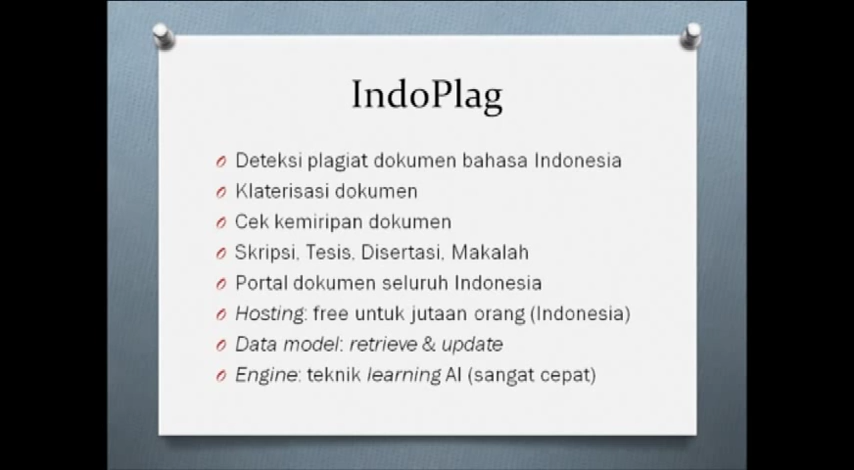 IndoPlag
Deteksi plagiat dokumen bahasa Indonesia
Klaterisasi dokumen
Cek kemiripan dokumen
Skripsi, Tesis, Disertasi, Makalah
Portal dokumen seluruh Indonesia
Hosting: free untuk jutaan orang (Indonesia)
Data model: retrieve & update
Engine: teknik learning AI (sangat cepat)